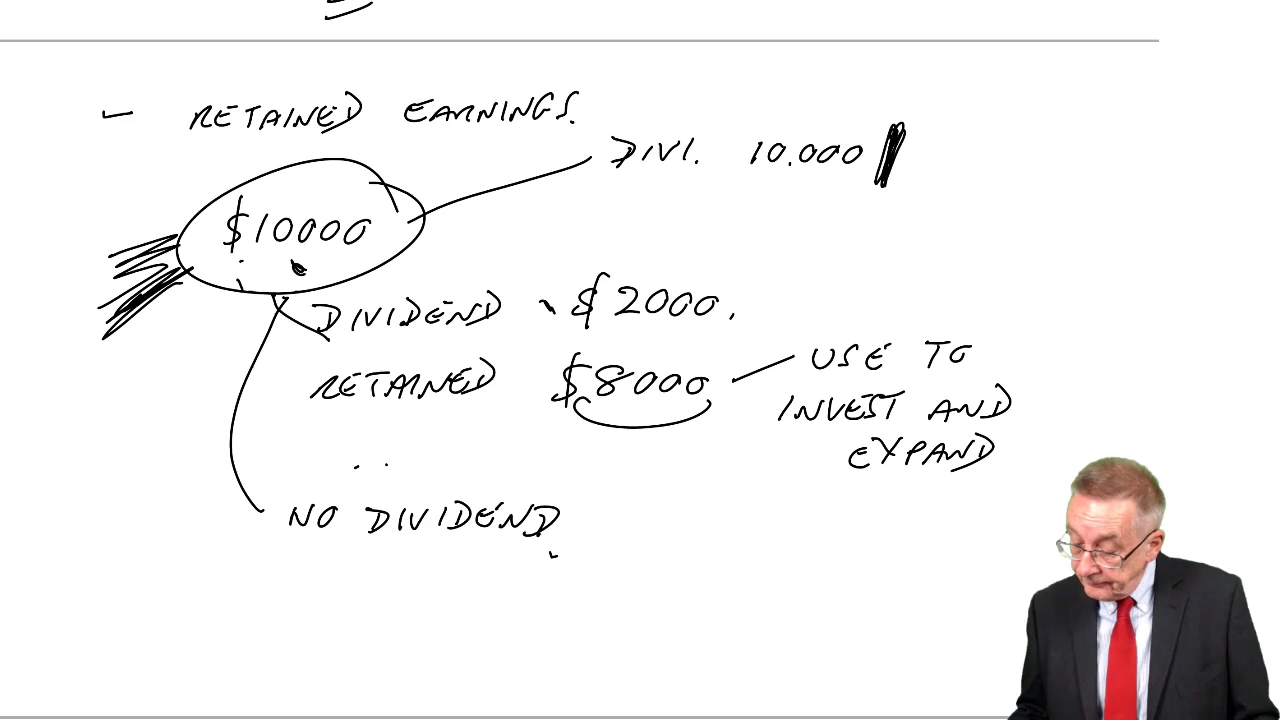 - RETAINED EARNINGS.
DIVI. 10.000
$10000
DIVIDEND $2000.
RETAINED $8000
USE TO
INVEST AND
EXPAND
NO DIVIDEND